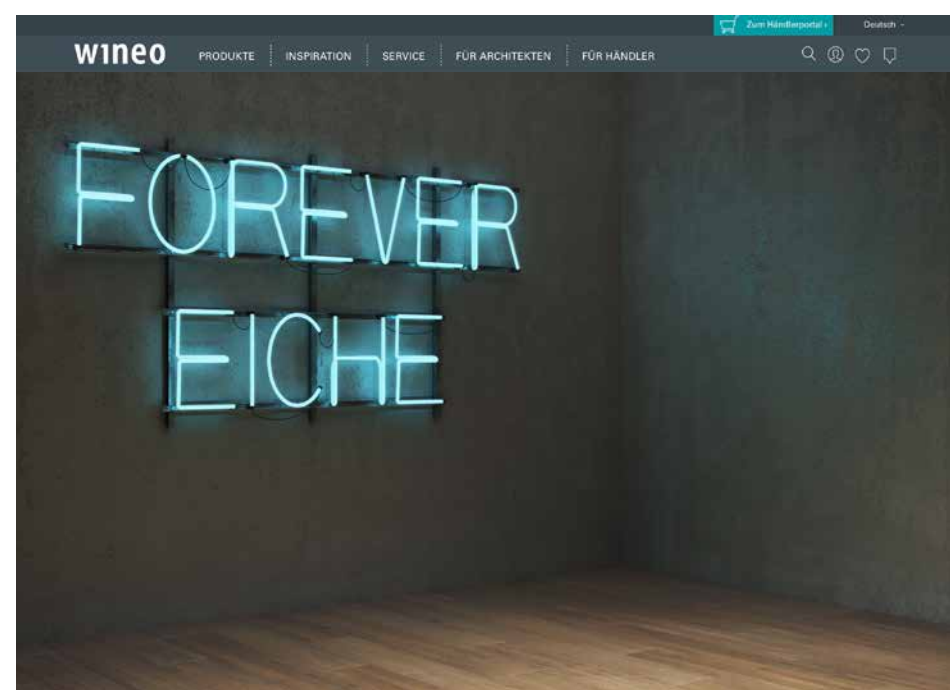 Zum Händlerportal ›
Deutsch
wineo
PRODUKTE
INSPIRATION
SERVICE
FÜR ARCHITEKTEN
FÜR HÄNDLER
FOREVER
EICHE